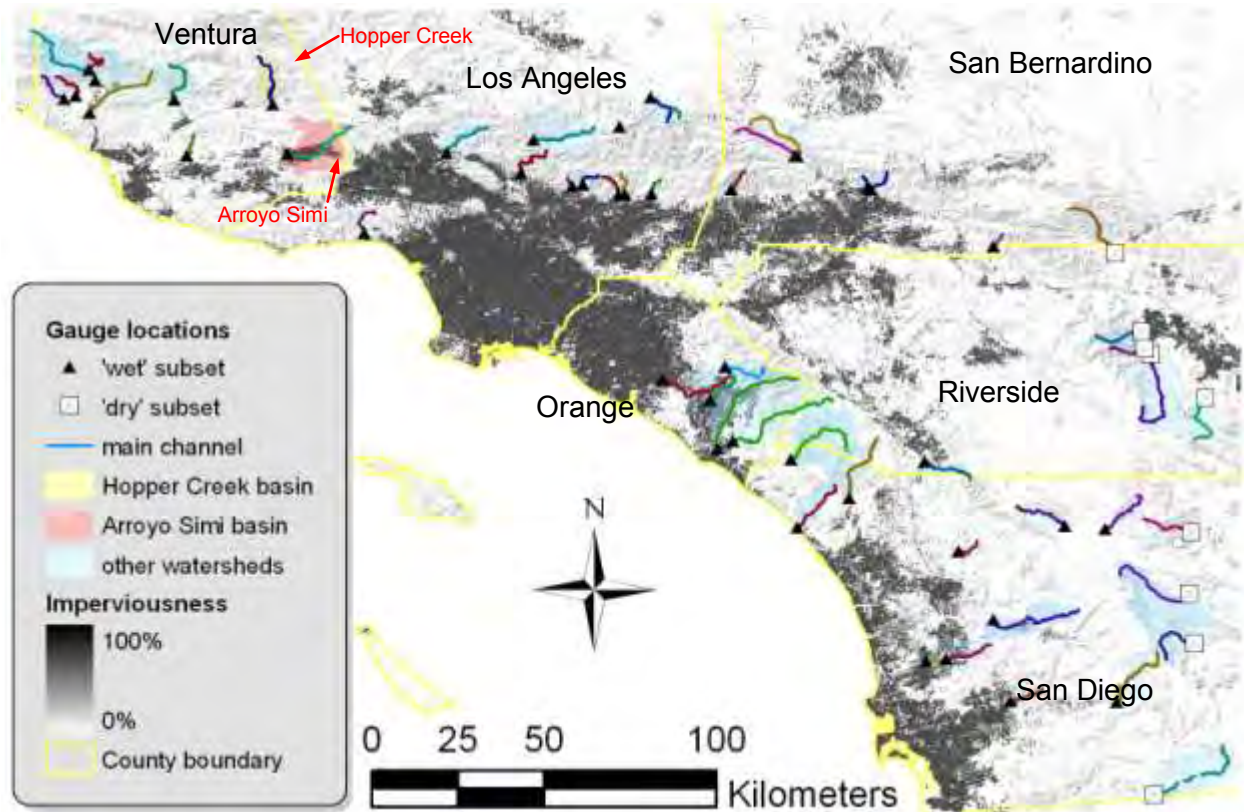 Ventura
Hopper Creek
Los Angeles
San Bernardino
Arroyo Simi
Orange
Riverside
San Diego
N
Gauge locations
'wet' subset
'dry' subset
main channel
Hopper Creek basin
Arroyo Simi basin
other watersheds
Imperviousness
100%
0%
County boundary
0 25 50 100
Kilometers